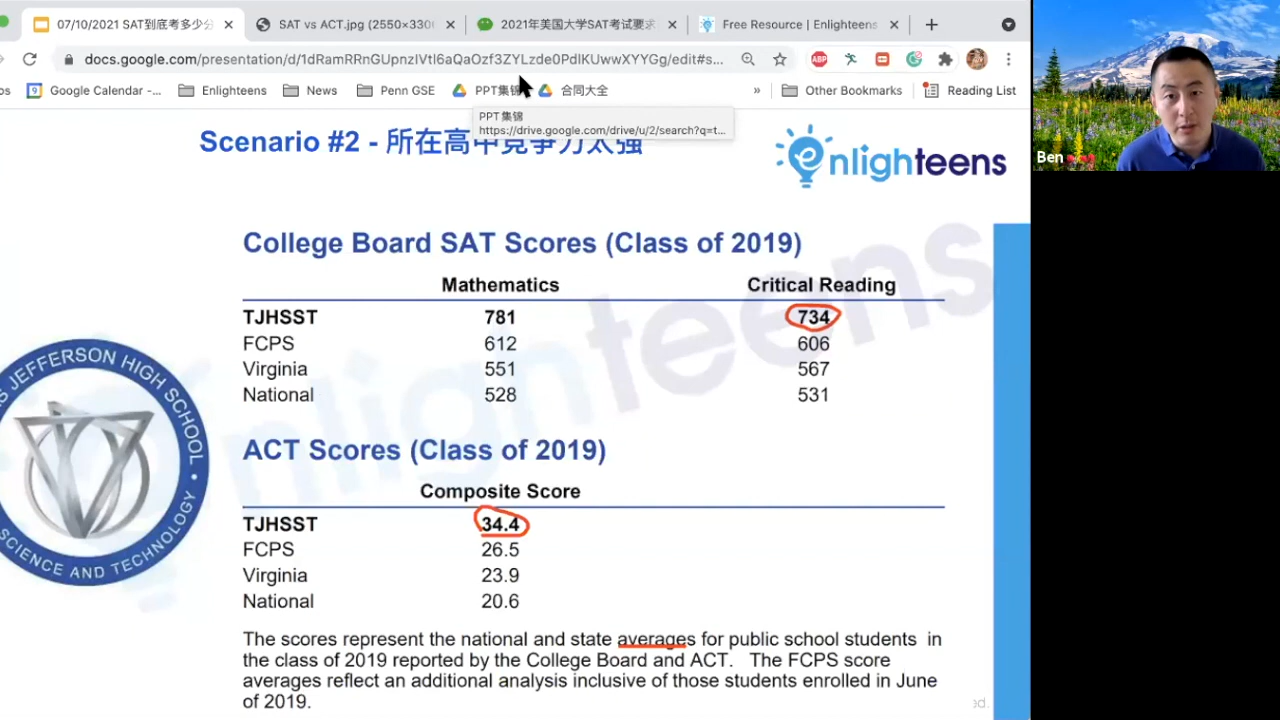 07/10/2021 SAT到底考多少分
SAT vs ACT.jpg (2550×330
2021年美国大学SAT考试要求
Free Resource | Enlighteens
docs.google.com/presentation/d/1dRamRRnGUpnzIVtl6aQaOzf3ZYLzde0PdlKUwwXYYGg/edit#s...
ABP
os
Google Calendar -...
Enlighteens
News
Penn GSE
PPT集锦
合同大全
»
Other Bookmarks
Reading List
PPT集锦
https://drive.google.com/drive/u/2/search?q=t...
Ben
Scenario #2 - 所在高中竞争力太强
enlighteens
College Board SAT Scores (Class of 2019)
Mathematics Critical Reading
TJHSST 781 734
FCPS 612 606
Virginia 551 567
National 528 531
ACT Scores (Class of 2019)
Composite Score
TJHSST 34.4
FCPS 26.5
Virginia 23.9
National 20.6
The scores represent the national and state averages for public school students in
the class of 2019 reported by the College Board and ACT. The FCPS score
averages reflect an additional analysis inclusive of those students enrolled in June
of 2019.
ed.
JEFFERSON HIGH SCHOOL •
SCIENCE AND TECHNOLOGY
enlighteens